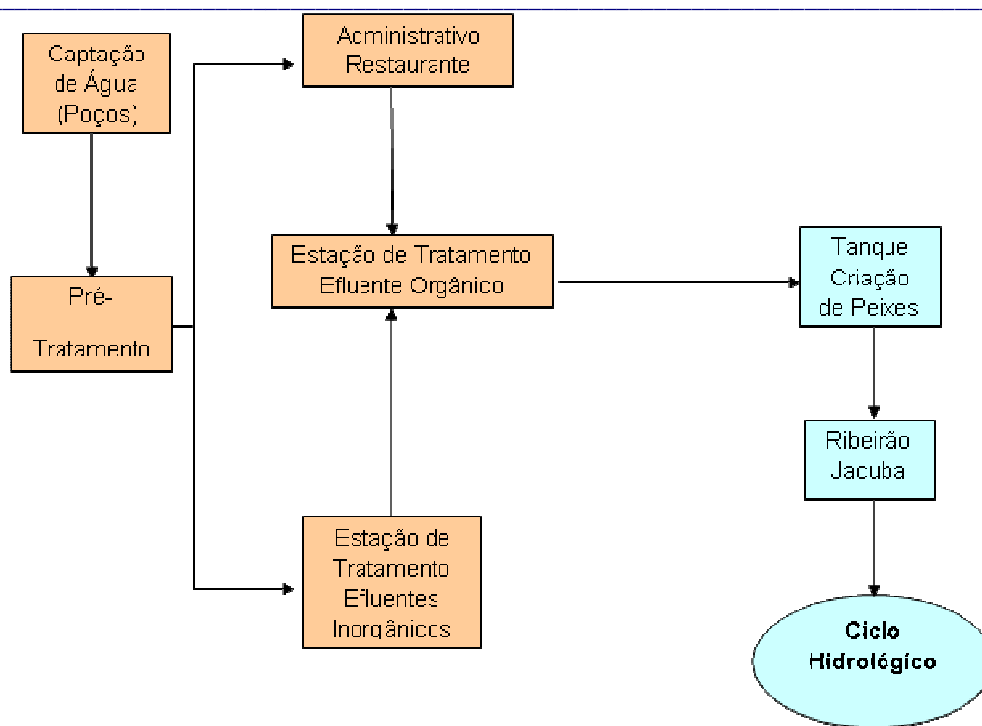 Captação
de Água
(Poços)
Administrativo
Restaurante
Pré-
Tratamento
Estação de Tratamento
Efluente Orgânico
Tanque
Criação
de Peixes
Ribeirão
Jacuba
Estação de
Tratamento
Efluentes
Inorgânicos
Ciclo
Hidrológico